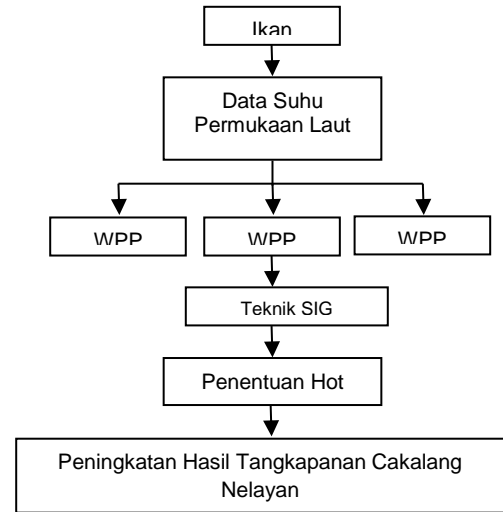 Ikan
Data Suhu
Permukaan Laut
WPP
WPP
WPP
Teknik SIG
Penentuan Hot
Peningkatan Hasil Tangkapanan Cakalang
Nelayan